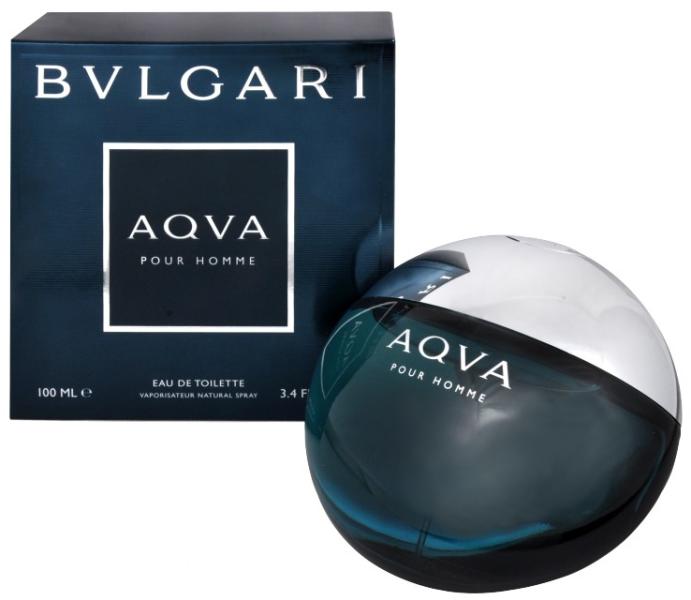 BVLGARI
AQVA
POUR HOMME
100 ML e
EAU DE TOILETTE
VAPORISATEUR NATURAL SPRAY
3.4 F
AQVA
POUR HOMME